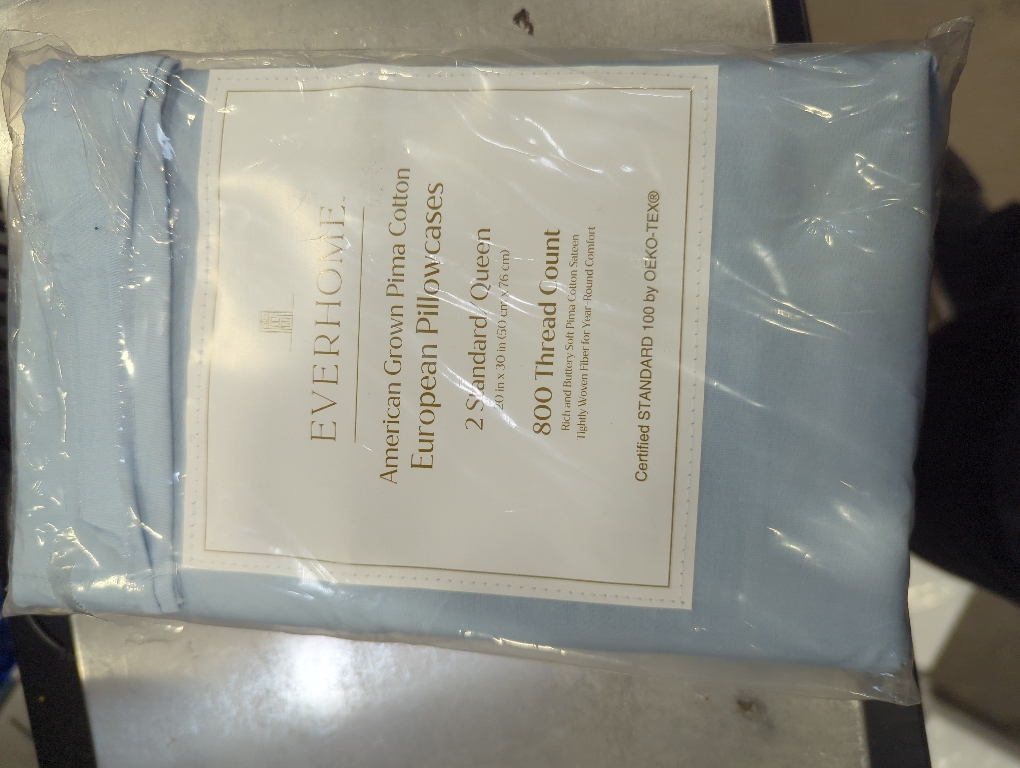 EVERHOME™
American Grown Pima Cotton
European Pillowcases
2 Standard/Queen
20 in x 30 in (50 cm x 76 cm)
800 Thread Count
Rich and Buttery Soft Pima Cotton Sateen
Tightly Woven Fiber for Year-Round Comfort
Certified STANDARD 100 by OEKO-TEX®